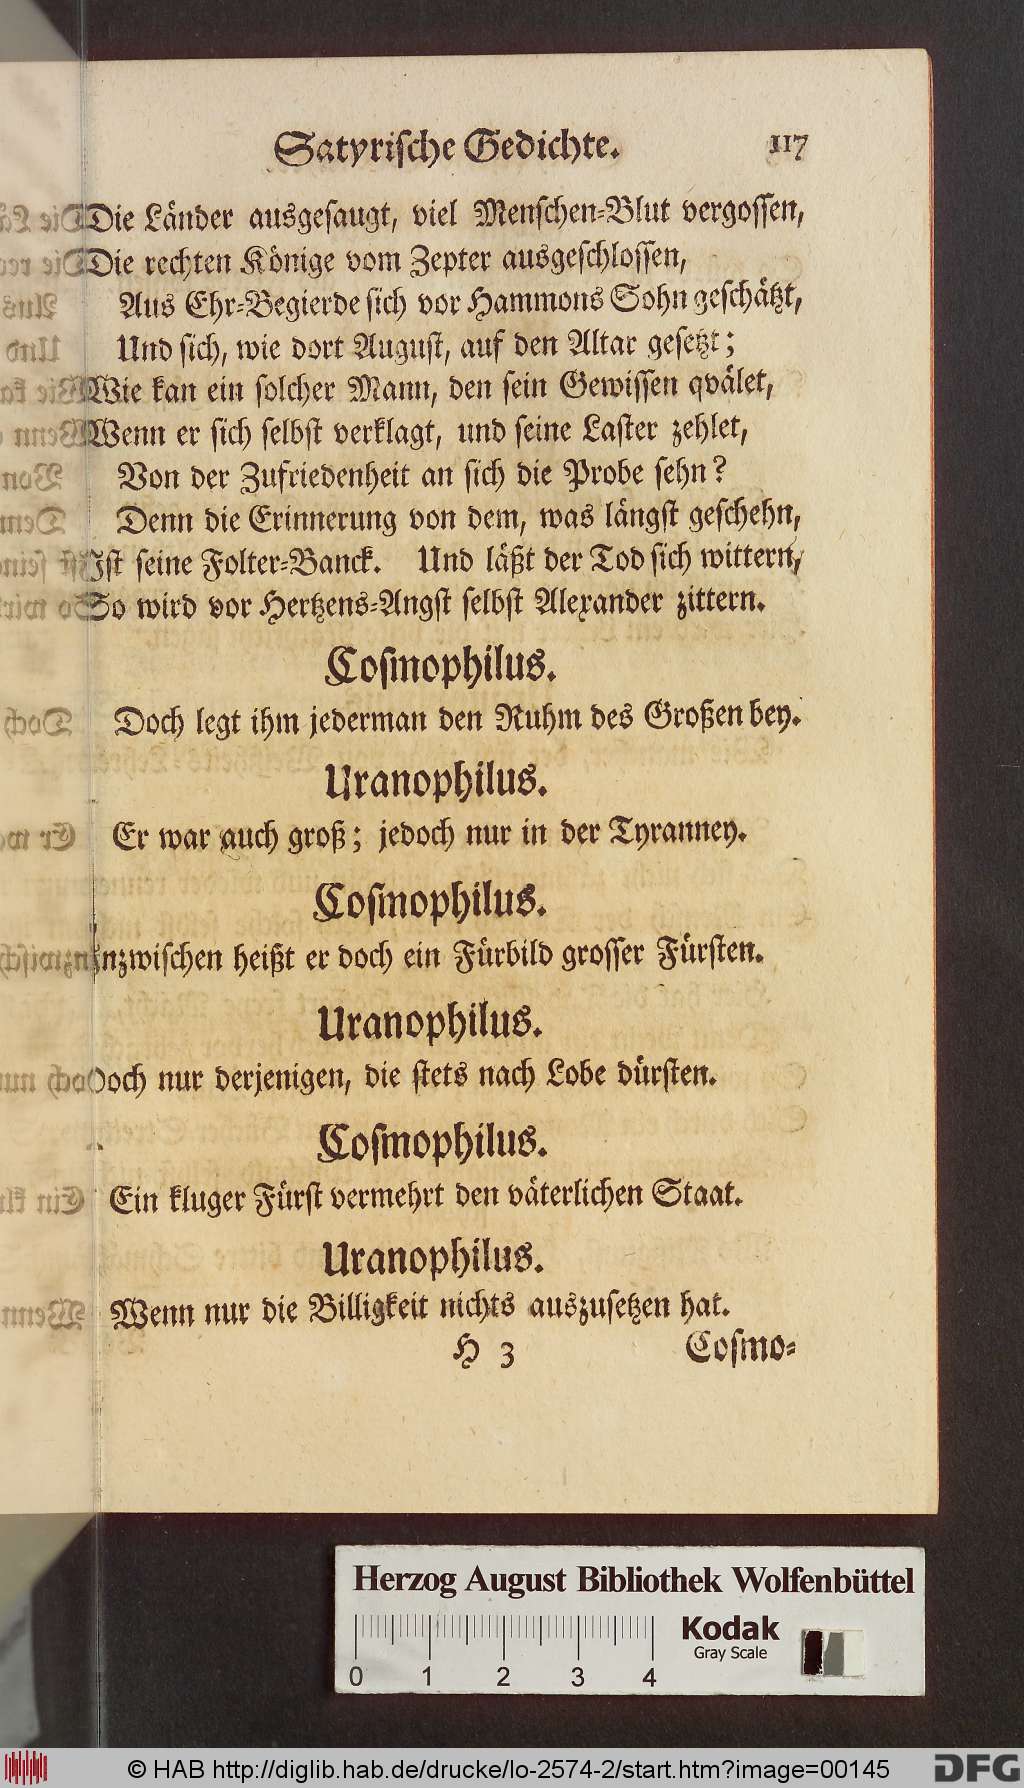 Satyrische Gedichte. 117
Die Länder ausgesaugt, viel Menschen-Blut vergossen,
Die rechten Könige vom Zepter ausgeschlossen,
Aus Ehr-Begierde sich vor Hammons Sohn geschätzt,
Und sich, wie dort August, auf den Altar gesetzt;
Wie kan ein solcher Mann, den sein Gewissen qvälet,
Wenn er sich selbst verklagt, und seine Laster zehlet,
Von der Zufriedenheit an sich die Probe sehn?
Denn die Erinnerung von dem, was längst geschehn,
Ist seine Folter-Banck. Und läßt der Tod sich wittern,
So wird vor Hertzens-Angst selbst Alexander zittern.
Cosmophilus.
Doch legt ihm jederman den Ruhm des Großen bey.
Uranophilus.
Er war auch groß; jedoch nur in der Tyranney.
Cosmophilus.
Inzwischen heißt er doch ein Fürbild grosser Fürsten.
Uranophilus.
Doch nur derjenigen, die stets nach Lobe dürsten.
Cosmophilus.
Ein kluger Fürst vermehrt den väterlichen Staat.
Uranophilus.
Wenn nur die Billigkeit nichts auszusetzen hat.
H 3 Cosmo-
Herzog August Bibliothek Wolfenbüttel
Kodak
Gray Scale
0 1 2 3 4
© HAB http://diglib.hab.de/drucke/lo-2574-2/start.htm?image=00145
DFG